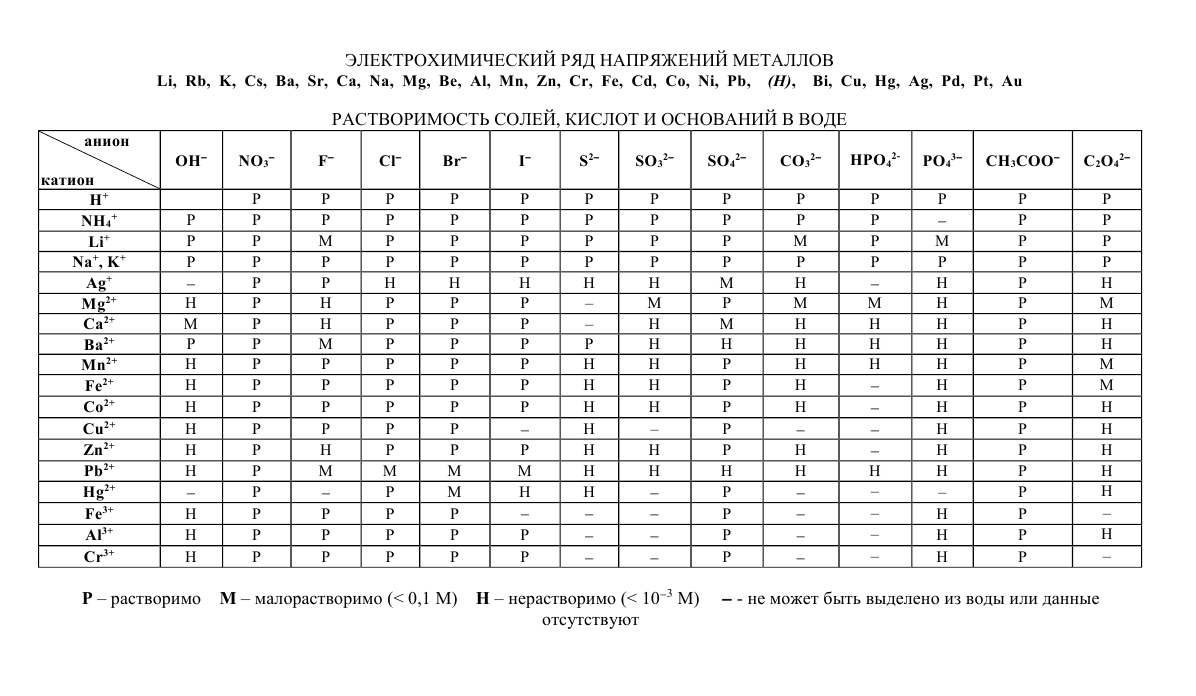 ЭЛЕКТРОХИМИЧЕСКИЙ РЯД НАПРЯЖЕНИЙ МЕТАЛЛОВ
Li, Rb, K, Cs, Ba, Sr, Ca, Na, Mg, Be, Al, Mn, Zn, Cr, Fe, Cd, Co, Ni, Pb, (H), Bi, Cu, Hg, Ag, Pd, Pt, Au
РАСТВОРИМОСТЬ СОЛЕЙ, КИСЛОТ И ОСНОВАНИЙ В ВОДЕ
анион
катион OH⁻ NO₃⁻ F⁻ Cl⁻ Br⁻ I⁻ S²⁻ SO₃²⁻ SO₄²⁻ CO₃²⁻ HPO₄²⁻ PO₄³⁻ CH₃COO⁻ C₂O₄²⁻
H⁺ Р Р Р Р Р Р Р Р Р Р Р Р Р
NH₄⁺ Р Р Р Р Р Р Р Р Р Р Р – Р Р
Li⁺ Р Р М Р Р Р Р Р Р М Р М Р Р
Na⁺, K⁺ Р Р Р Р Р Р Р Р Р Р Р Р Р Р
Ag⁺ – Р Р Н Н Н Н Н М Н – Н Р Н
Mg²⁺ Н Р Н Р Р Р – М Р М М Н Р М
Ca²⁺ М Р Н Р Р Р – Н М Н Н Н Р Н
Ba²⁺ Р Р М Р Р Р Р Н Н Н Н Н Р Н
Mn²⁺ Н Р Р Р Р Р Н Н Р Н Н Н Р М
Fe²⁺ Н Р Р Р Р Р Н Н Р Н – Н Р М
Co²⁺ Н Р Р Р Р Р Н Н Р Н – Н Р Н
Cu²⁺ Н Р Р Р Р – Н – Р – – Н Р Н
Zn²⁺ Н Р Н Р Р Р Н Н Р Н – Н Р Н
Pb²⁺ Н Р М М М М Н Н Н Н Н Н Р Н
Hg²⁺ – Р – Р М Н Н – Р – – – Р Н
Fe³⁺ Н Р Р Р Р – – – Р – – Н Р –
Al³⁺ Н Р Р Р Р Р – – Р – – Н Р Н
Cr³⁺ Н Р Р Р Р Р – – Р – – Н Р –
Р – растворимо М – малорастворимо (< 0,1 М) Н – нерастворимо (< 10⁻³ М) – - не может быть выделено из воды или данные
отсутствуют